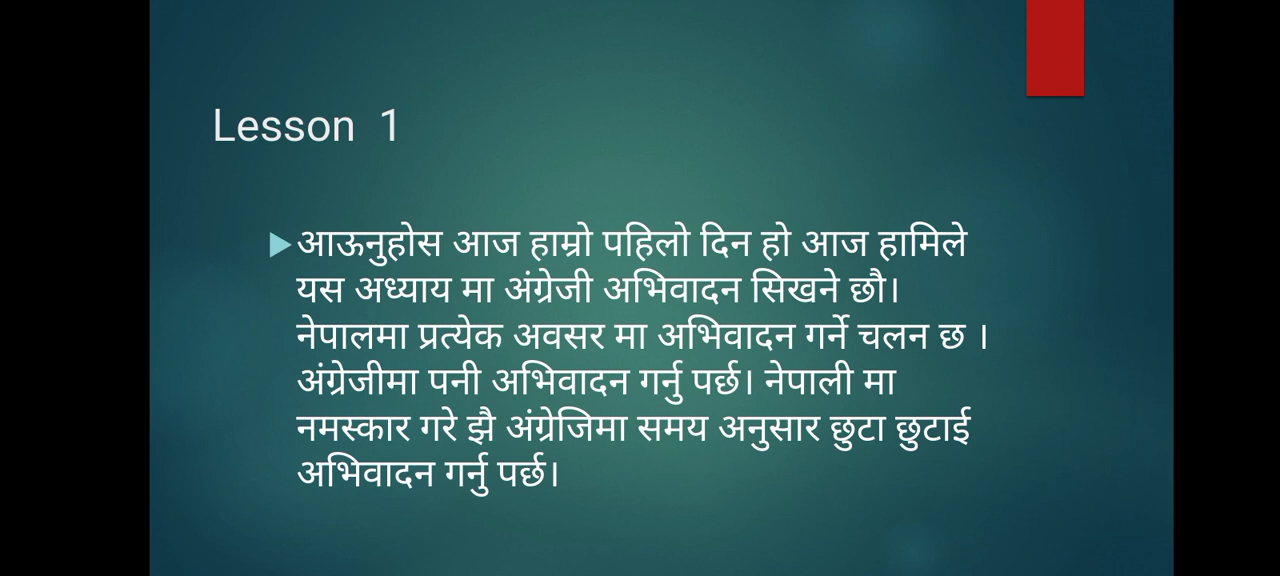 Lesson 1
आऊनुहोस आज हाम्रो पहिलो दिन हो आज हामिले
यस अध्याय मा अंग्रेजी अभिवादन सिखने छौ।
नेपालमा प्रत्येक अवसर मा अभिवादन गर्ने चलन छ ।
अंग्रेजीमा पनी अभिवादन गर्नु पर्छ। नेपाली मा
नमस्कार गरे झै अंग्रेजिमा समय अनुसार छुटा छुटाई
अभिवादन गर्नु पर्छ।